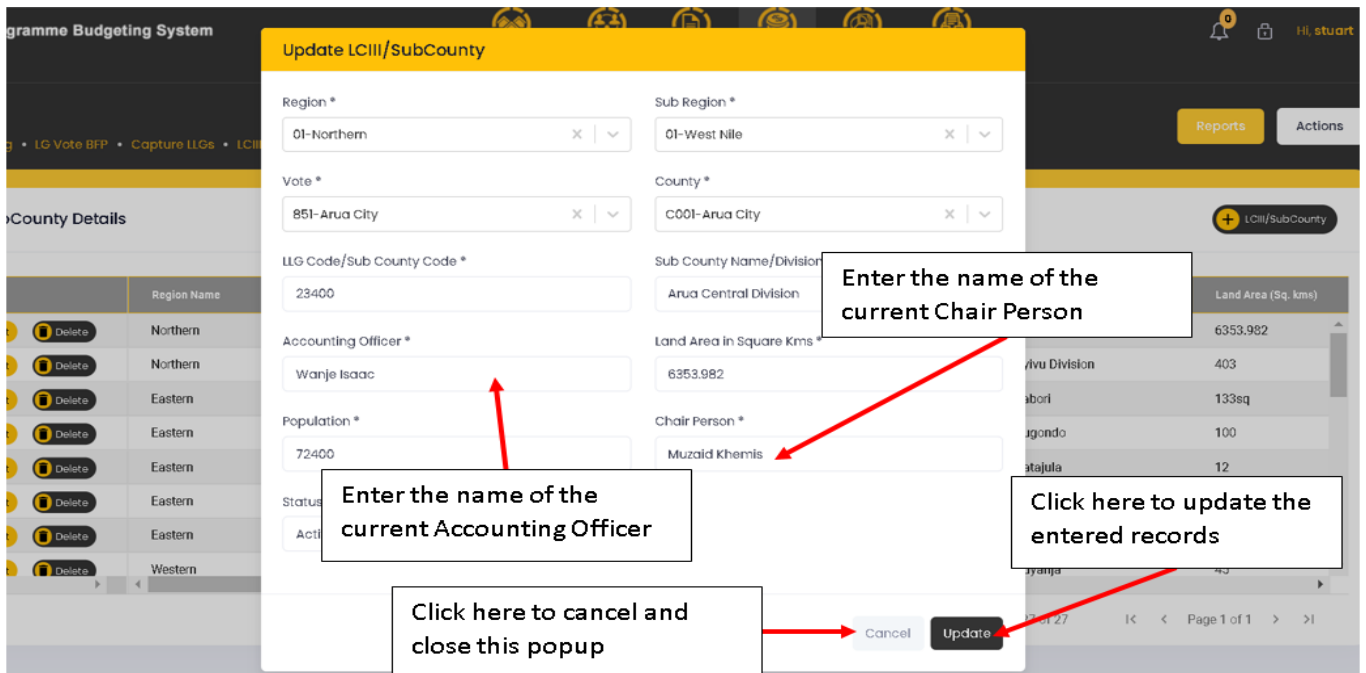 gramme Budgeting System
0
Hi, stuart
Update LCIII/SubCounty
Region *
Sub Region *
01-Northern
01-West Nile
Reports
Actions
LG Vote BFP • Capture LLGs •
Vote *
County *
851-Arua City
C001-Arua City
County Details
+ LCIII/SubCounty
LLG Code/Sub County Code *
Sub County Name/Division
23400
Arua Central Division
Enter the name of the
current Chair Person
Region Name
Land Area (Sq. kms)
Delete
Northern
6353.982
Accounting Officer *
Land Area in Square Kms *
Delete
Northern
403
Division
Wanje Isaac
6353.982
Delete
Eastern
133sq
Population *
Chair Person *
Delete
Eastern
100
72400
Muzaid Khemis
Delete
Eastern
12
Enter the name of the
current Accounting Officer
Click here to update the
entered records
Status
Delete
Eastern
Delete
Eastern
Delete
Western
45
Click here to cancel and
close this popup
Cancel
Update
of 27
Page 1 of 1